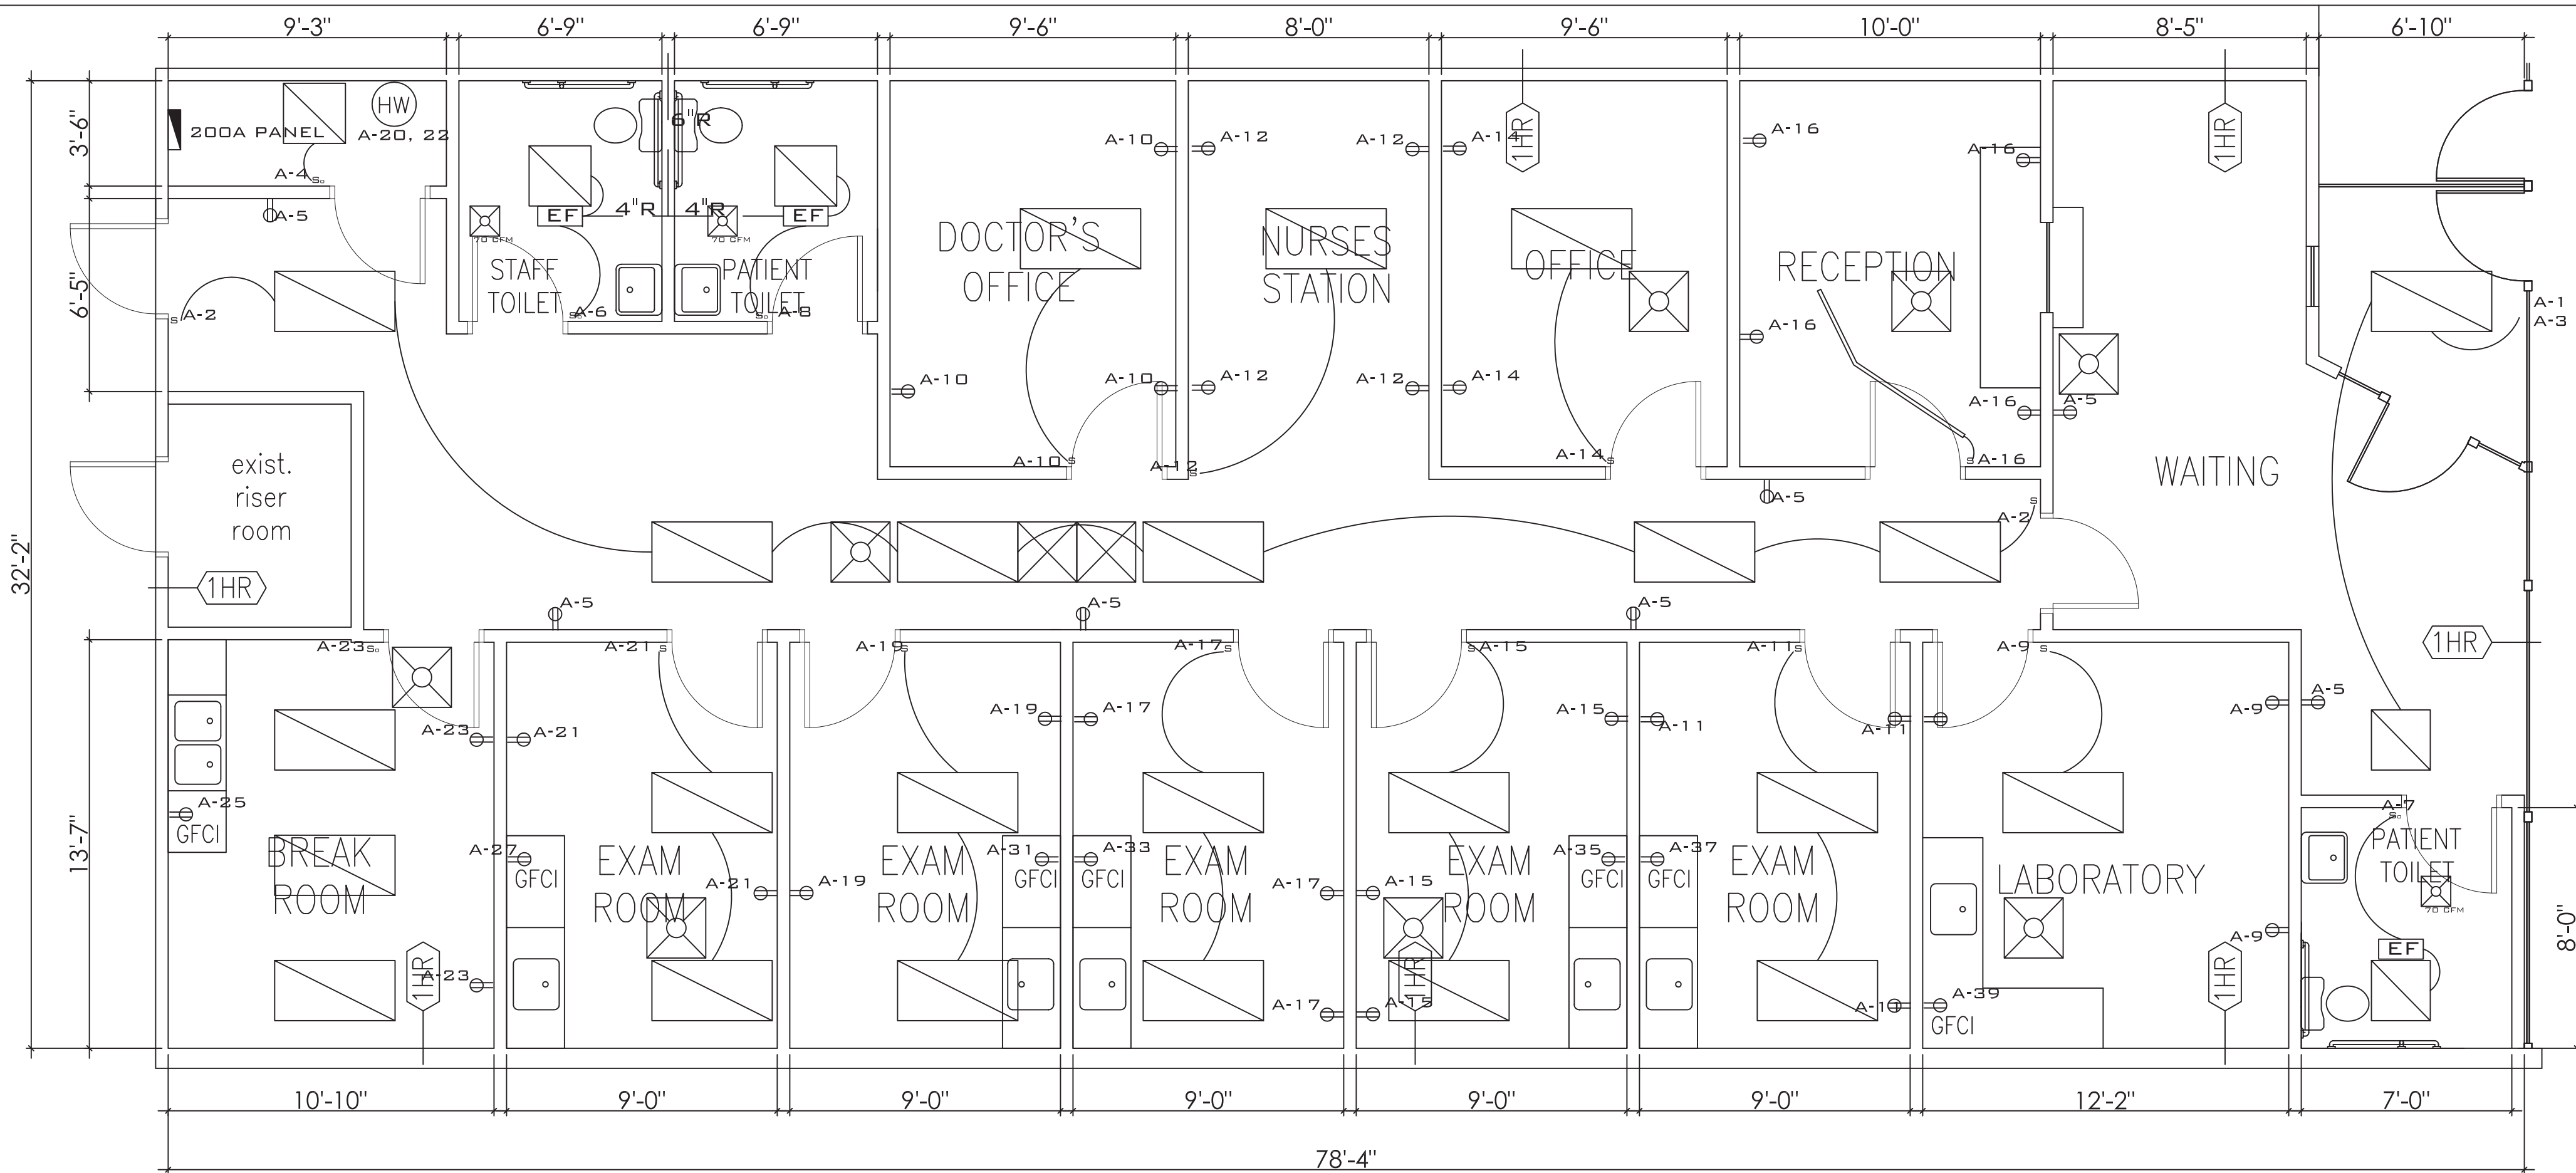 9'-3"
6'-9"
6'-9"
9'-6"
8'-0"
9'-6"
10'-0"
8'-5"
6'-10"
3'-6"
6'-5"
32'-2"
13'-7"
200A PANEL
HW
A-20, 22
A-4
S
A-5
A-2
S
6"R
4"R
4"R
EF
EF
70 CFM
70 CFM
STAFF
TOILET
PATIENT
TOILET
A-6
S
A-8
S
DOCTOR'S
OFFICE
A-10
A-10
A-10
A-10
S
NURSES
STATION
A-12
A-12
A-12
A-12
A-12
S
OFFICE
A-14
A-14
A-14
S
1HR
RECEPTION
A-16
A-16
A-16
A-16
A-16
S
A-5
A-5
A-2
S
1HR
WAITING
A-1
A-3
exist.
riser
room
1HR
A-5
A-5
A-5
1HR
A-23
S
A-23
A-23
A-25
GFCI
BREAK
ROOM
1HR
A-21
S
A-21
A-21
A-27
GFCI
EXAM
ROOM
A-19
S
A-19
A-19
A-31
GFCI
EXAM
ROOM
A-17
S
A-17
A-17
A-17
A-33
GFCI
EXAM
ROOM
A-15
S
A-15
A-15
A-15
A-35
GFCI
EXAM
ROOM
1HR
A-11
S
A-11
A-11
A-11
A-37
GFCI
EXAM
ROOM
A-9
S
A-9
A-9
A-39
GFCI
LABORATORY
1HR
A-5
A-7
S
PATIENT
TOILET
70 CFM
EF
8'-0"
10'-10"
9'-0"
9'-0"
9'-0"
9'-0"
9'-0"
12'-2"
7'-0"
78'-4"